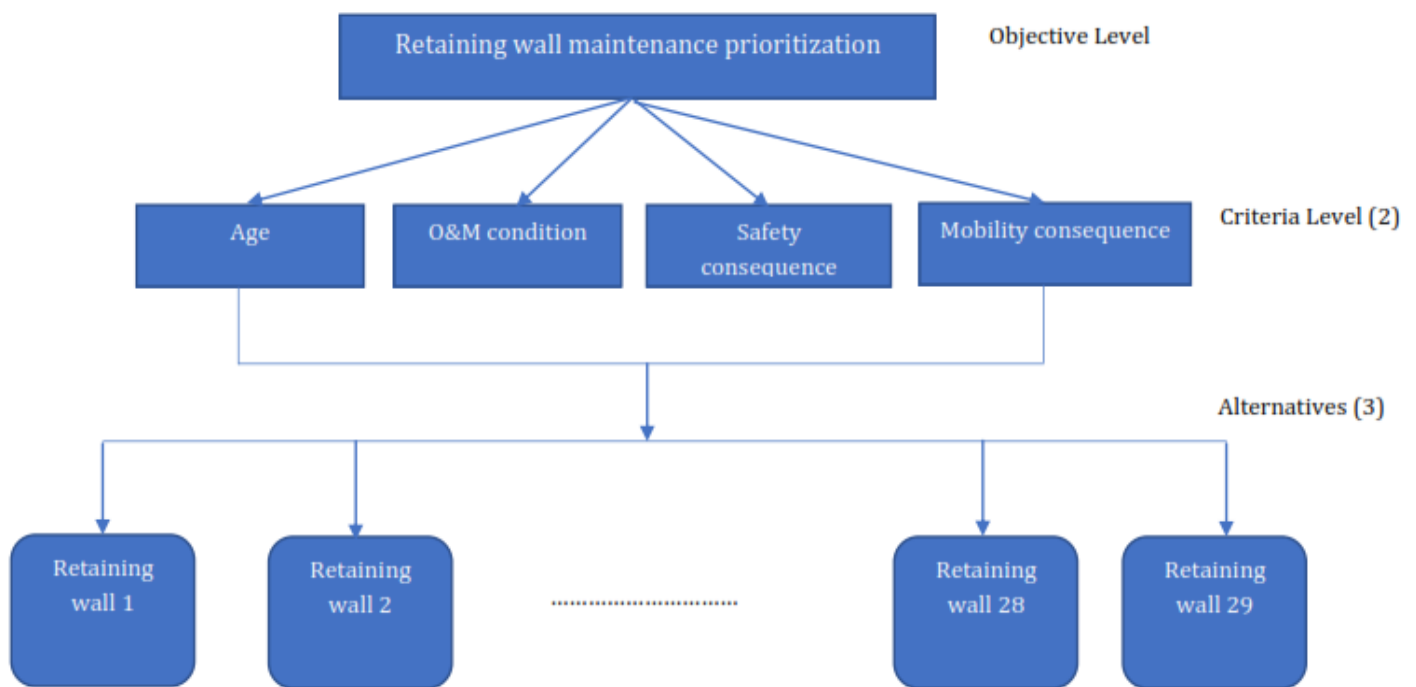 Retaining wall maintenance prioritization
Objective Level
Age
O&M condition
Safety
consequence
Mobility consequence
Criteria Level (2)
Alternatives (3)
Retaining
wall 1
Retaining
wall 2
..............................
Retaining
wall 28
Retaining
wall 29